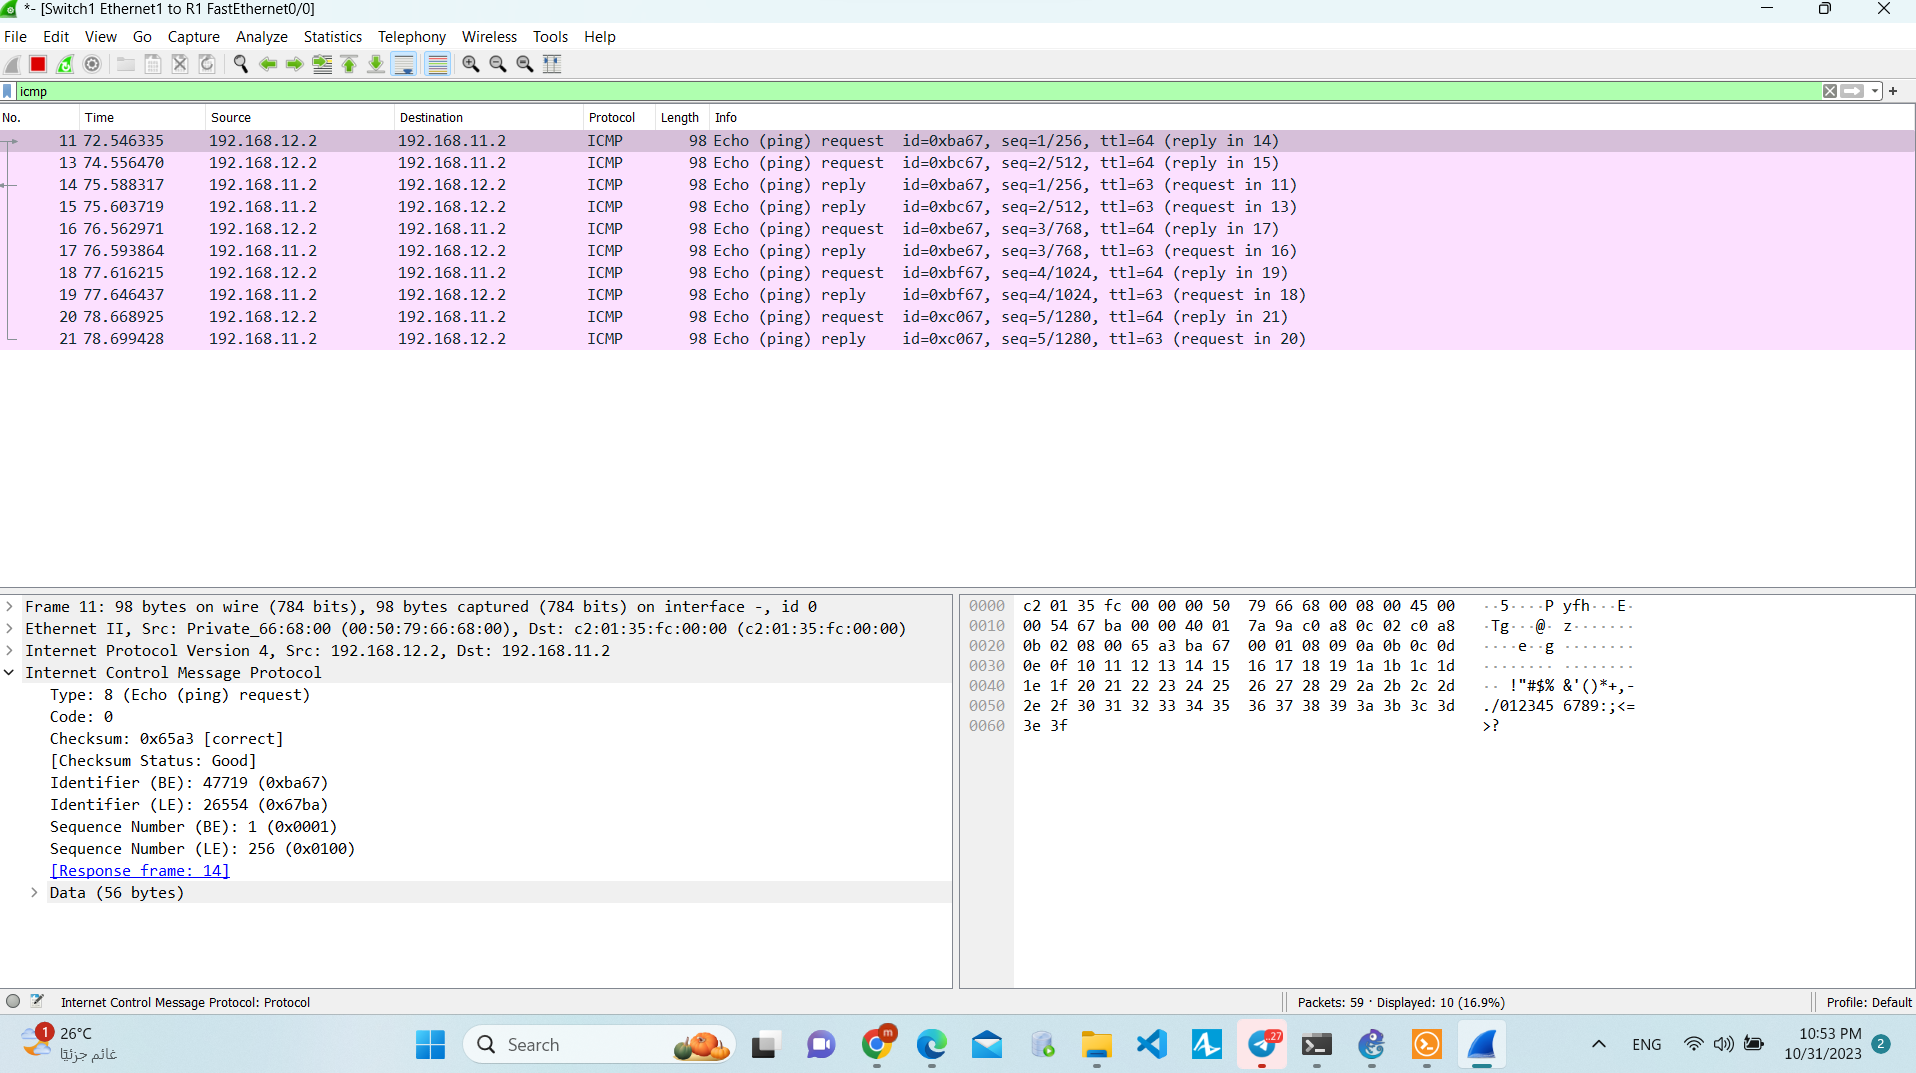 *- [Switch1 Ethernet1 to R1 FastEthernet0/0]
File Edit View Go Capture Analyze Statistics Telephony Wireless Tools Help
icmp
No. Time Source Destination Protocol Length Info
11 72.546335 192.168.12.2 192.168.11.2 ICMP 98 Echo (ping) request id=0xba67, seq=1/256, ttl=64 (reply in 14)
13 74.556470 192.168.12.2 192.168.11.2 ICMP 98 Echo (ping) request id=0xbc67, seq=2/512, ttl=64 (reply in 15)
14 75.588317 192.168.11.2 192.168.12.2 ICMP 98 Echo (ping) reply id=0xba67, seq=1/256, ttl=63 (request in 11)
15 75.603719 192.168.11.2 192.168.12.2 ICMP 98 Echo (ping) reply id=0xbc67, seq=2/512, ttl=63 (request in 13)
16 76.562971 192.168.12.2 192.168.11.2 ICMP 98 Echo (ping) request id=0xbe67, seq=3/768, ttl=64 (reply in 17)
17 76.593864 192.168.11.2 192.168.12.2 ICMP 98 Echo (ping) reply id=0xbe67, seq=3/768, ttl=63 (request in 16)
18 77.616215 192.168.12.2 192.168.11.2 ICMP 98 Echo (ping) request id=0xbf67, seq=4/1024, ttl=64 (reply in 19)
19 77.646437 192.168.11.2 192.168.12.2 ICMP 98 Echo (ping) reply id=0xbf67, seq=4/1024, ttl=63 (request in 18)
20 78.668925 192.168.12.2 192.168.11.2 ICMP 98 Echo (ping) request id=0xc067, seq=5/1280, ttl=64 (reply in 21)
21 78.699428 192.168.11.2 192.168.12.2 ICMP 98 Echo (ping) reply id=0xc067, seq=5/1280, ttl=63 (request in 20)
Frame 11: 98 bytes on wire (784 bits), 98 bytes captured (784 bits) on interface -, id 0
Ethernet II, Src: Private_66:68:00 (00:50:79:66:68:00), Dst: c2:01:35:fc:00:00 (c2:01:35:fc:00:00)
Internet Protocol Version 4, Src: 192.168.12.2, Dst: 192.168.11.2
Internet Control Message Protocol
Type: 8 (Echo (ping) request)
Code: 0
Checksum: 0x65a3 [correct]
[Checksum Status: Good]
Identifier (BE): 47719 (0xba67)
Identifier (LE): 26554 (0x67ba)
Sequence Number (BE): 1 (0x0001)
Sequence Number (LE): 256 (0x0100)
[Response frame: 14]
Data (56 bytes)
0000 c2 01 35 fc 00 00 00 50 79 66 68 00 08 00 45 00 ··5····P yfh···E·
0010 00 54 67 ba 00 00 40 01 7a 9a c0 a8 0c 02 c0 a8 ·Tg···@· z·······
0020 0b 02 08 00 65 a3 ba 67 00 01 08 09 0a 0b 0c 0d ····e··g ········
0030 0e 0f 10 11 12 13 14 15 16 17 18 19 1a 1b 1c 1d ········ ········
0040 1e 1f 20 21 22 23 24 25 26 27 28 29 2a 2b 2c 2d ·· !"#$% &'()*+,-
0050 2e 2f 30 31 32 33 34 35 36 37 38 39 3a 3b 3c 3d ./012345 6789:;<=
0060 3e 3f >?
Internet Control Message Protocol: Protocol
Packets: 59 · Displayed: 10 (16.9%)
Profile: Default
1
26°C
غائم جزئيًا
Search
m
27
ENG
10:53 PM
10/31/2023
2